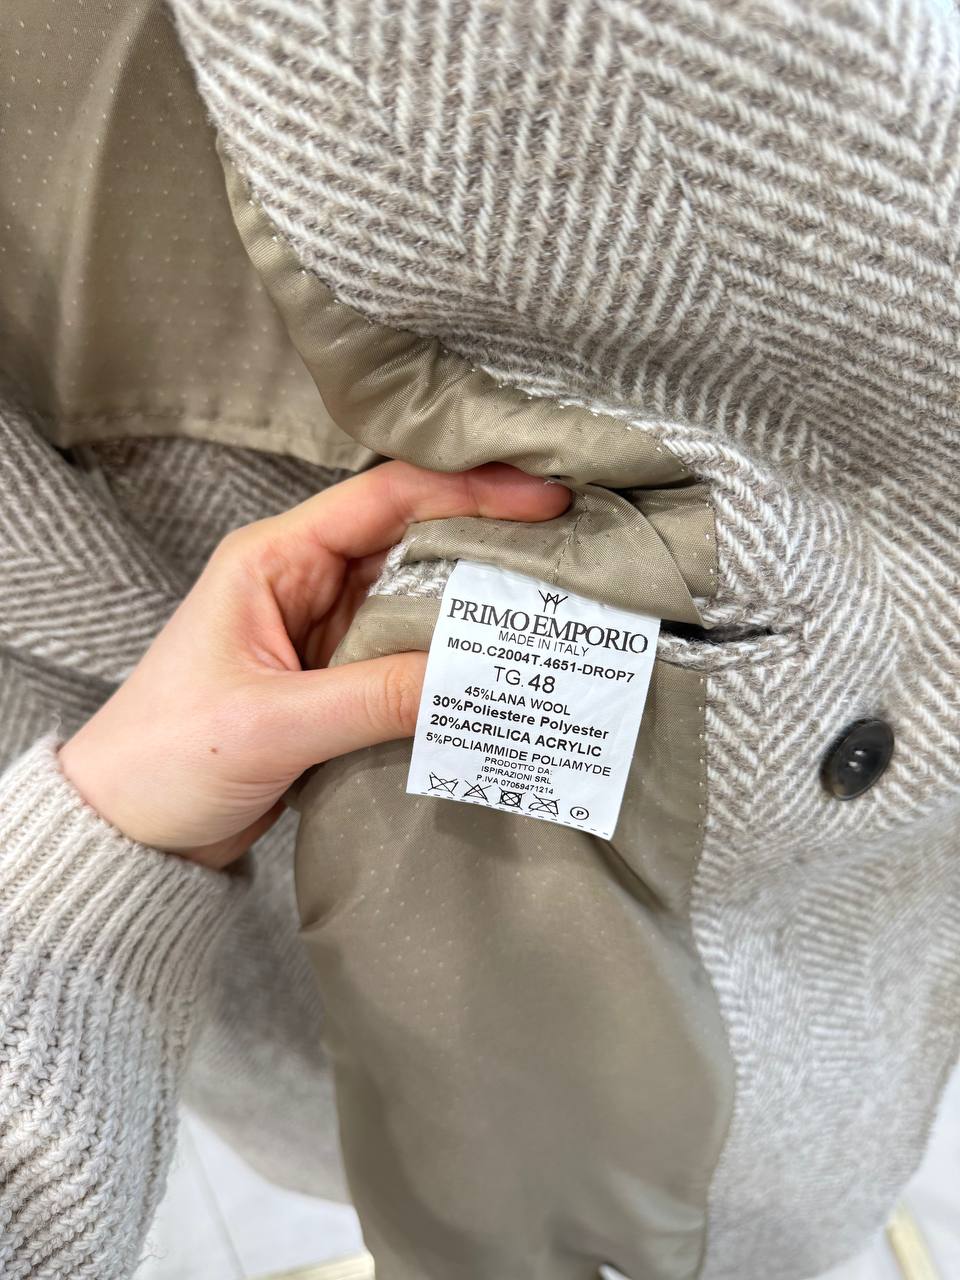 PRIMO EMPORIO
MADE IN ITALY
MOD.C2004T.4651-DROP7
TG.48
45%LANA WOOL
30%Poliestere Polyester
20%ACRILICA ACRYLIC
5%POLIAMMIDE POLIAMYDE
PRODOTTO DA:
ISPIRAZIONI SRL
P.IVA 07059471214
P